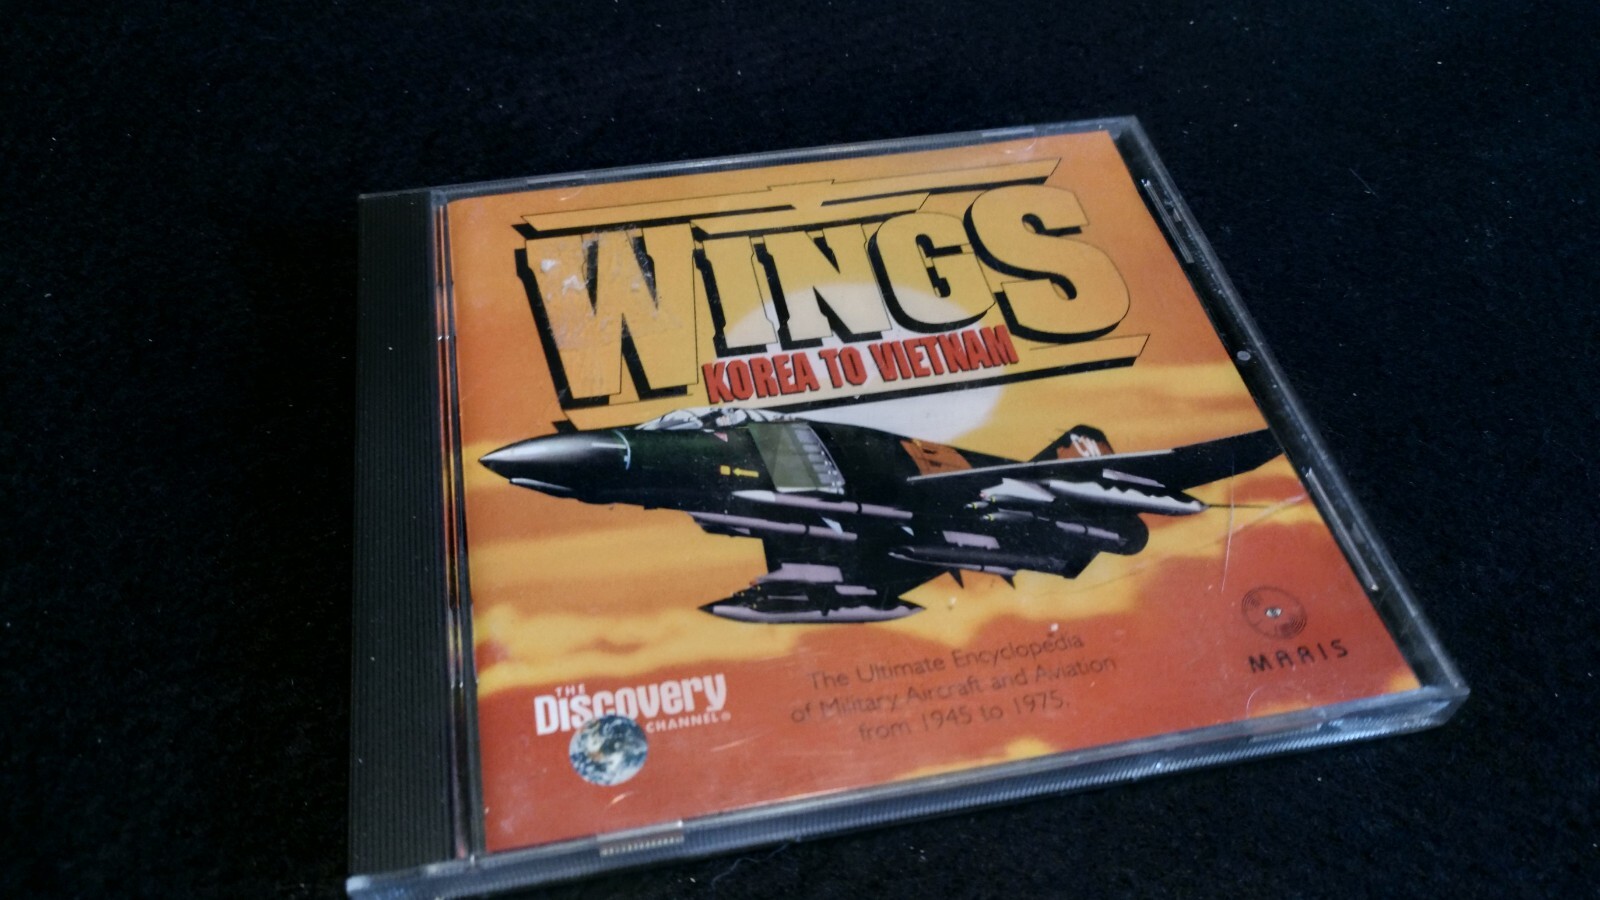 WINGS
KOREA TO VIETNAM
CW
THE
Discovery
CHANNEL®
The Ultimate Encyclopedia
of Military Aircraft and Aviation
from 1945 to 1975.
MARIS